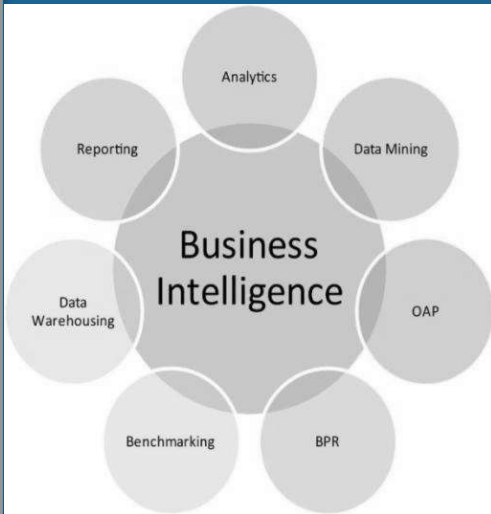 Analytics
Reporting
Data Mining
Business
Intelligence
Data
Warehousing
OAP
Benchmarking
BPR